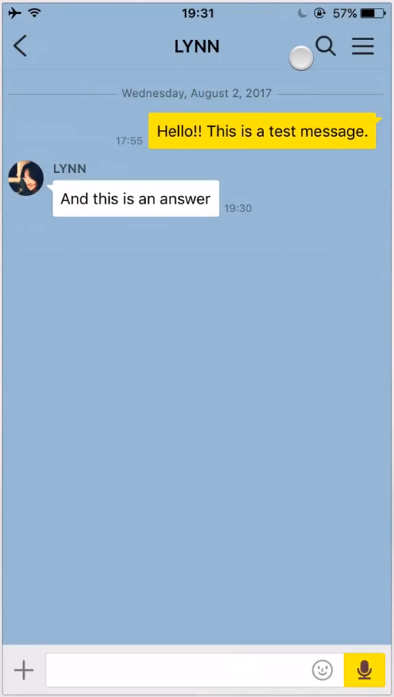 19:31
57%
LYNN
Wednesday, August 2, 2017
Hello!! This is a test message.
17:55
LYNN
And this is an answer
19:30